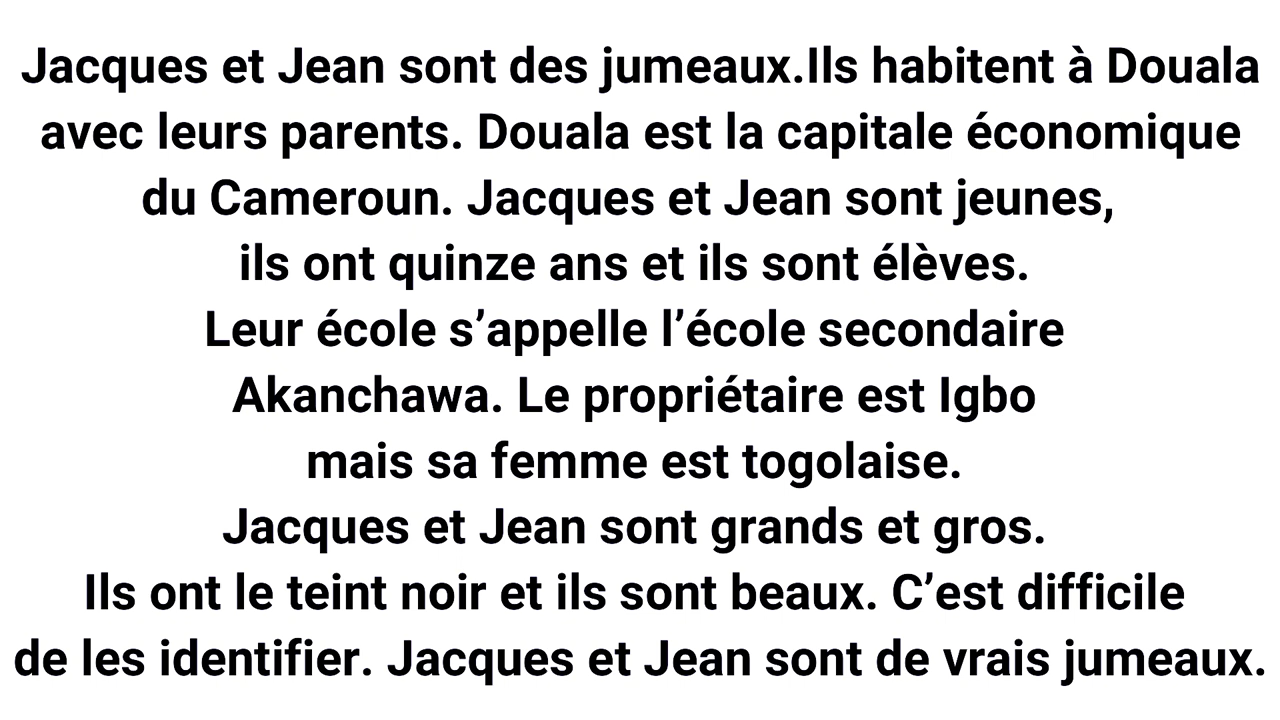 Jacques et Jean sont des jumeaux.Ils habitent à Douala
avec leurs parents. Douala est la capitale économique
du Cameroun. Jacques et Jean sont jeunes,
ils ont quinze ans et ils sont élèves.
Leur école s’appelle l’école secondaire
Akanchawa. Le propriétaire est Igbo
mais sa femme est togolaise.
Jacques et Jean sont grands et gros.
Ils ont le teint noir et ils sont beaux. C’est difficile
de les identifier. Jacques et Jean sont de vrais jumeaux.